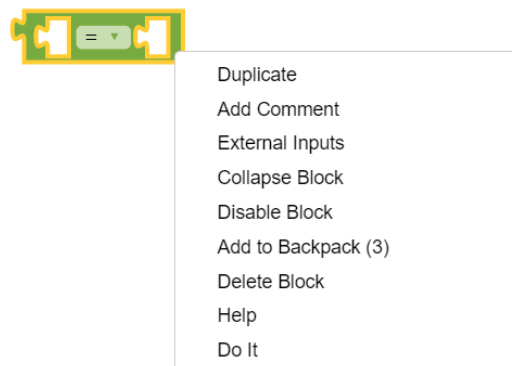 = ▾
Duplicate
Add Comment
External Inputs
Collapse Block
Disable Block
Add to Backpack (3)
Delete Block
Help
Do It